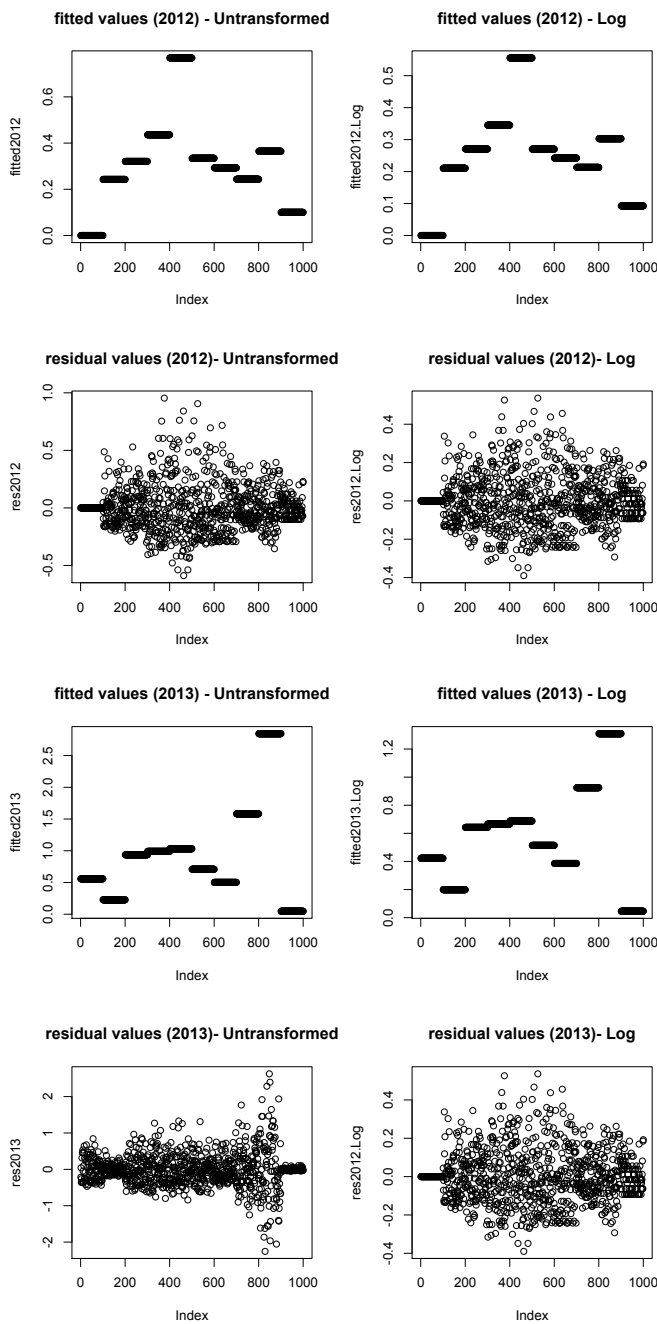 fitted values (2012) - Untransformed
fitted2012
0.0 0.2 0.4 0.6
0 200 400 600 800 1000
Index
fitted values (2012) - Log
fitted2012.Log
0.0 0.1 0.2 0.3 0.4 0.5
0 200 400 600 800 1000
Index
residual values (2012)- Untransformed
res2012
-0.5 0.0 0.5 1.0
0 200 400 600 800 1000
Index
residual values (2012)- Log
res2012.Log
-0.4 -0.2 0.0 0.2 0.4
0 200 400 600 800 1000
Index
fitted values (2013) - Untransformed
fitted2013
0.0 0.5 1.0 1.5 2.0 2.5
0 200 400 600 800 1000
Index
fitted values (2013) - Log
fitted2013.Log
0.0 0.4 0.8 1.2
0 200 400 600 800 1000
Index
residual values (2013)- Untransformed
res2013
-2 -1 0 1 2
0 200 400 600 800 1000
Index
residual values (2013)- Log
res2012.Log
-0.4 -0.2 0.0 0.2 0.4
0 200 400 600 800 1000
Index